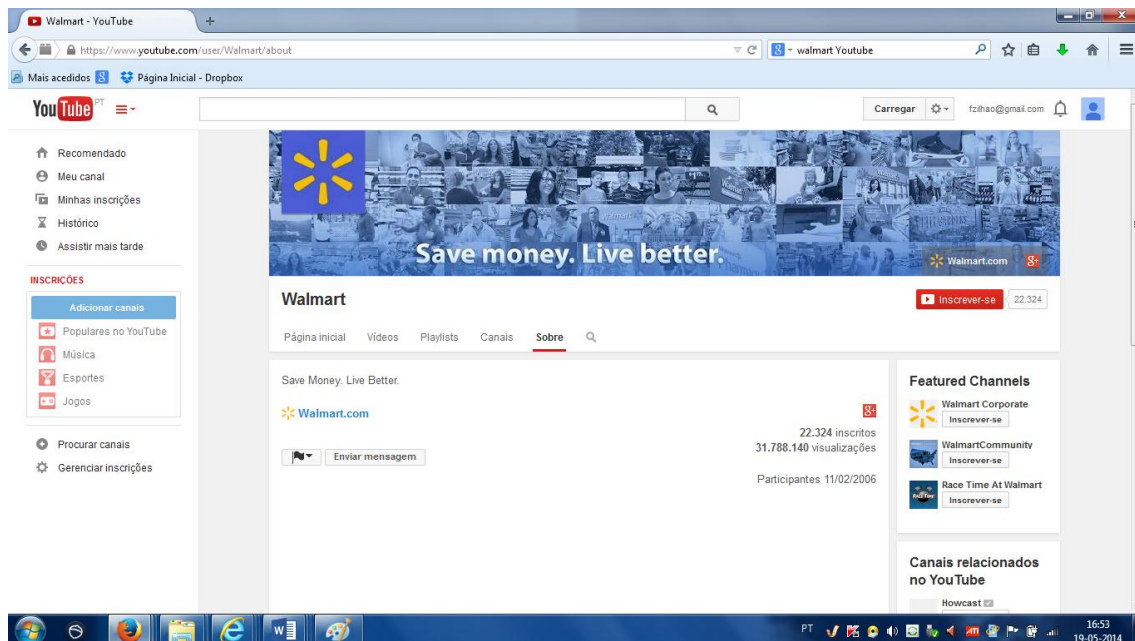 Walmart - YouTube
https://www.youtube.com/user/Walmart/about
walmart Youtube
Mais acedidos
Página Inicial - Dropbox
YouTube PT
Carregar
fzilhao@gmail.com
Recomendado
Meu canal
Minhas inscrições
Histórico
Assistir mais tarde
INSCRIÇÕES
Adicionar canais
Populares no YouTube
Música
Esportes
Jogos
Procurar canais
Gerenciar inscrições
Save money. Live better.
Walmart.com
Walmart
Inscrever-se 22.324
Página inicial Vídeos Playlists Canais Sobre
Save Money. Live Better.
Walmart.com
22.324 inscritos
31.788.140 visualizações
Enviar mensagem
Participantes 11/02/2006
Featured Channels
Walmart Corporate
Inscrever-se
WalmartCommunity
Inscrever-se
Race Time At Walmart
Inscrever-se
Canais relacionados
no YouTube
Howcast
PT
16:53
19-05-2014